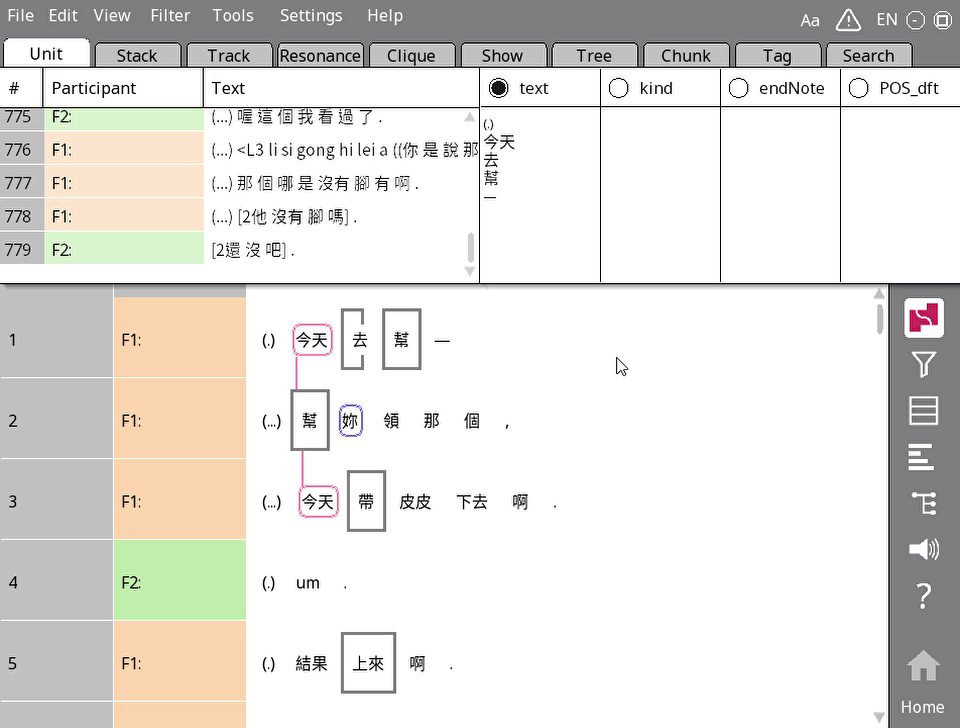 File Edit View Filter Tools Settings Help Aa EN
Unit Stack Track Resonance Clique Show Tree Chunk Tag Search
# Participant Text text kind endNote POS_dft
775 F2: (...) 喔 這 個 我 看 過 了 .
776 F1: (...) <L3 li si gong hi lei a ((你 是 說 那
777 F1: (...) 那 個 哪 是 沒有 腳 有 啊 .
778 F1: (...) [2他 沒有 腳 嗎] .
779 F2: [2還 沒 吧] .
(.)
今天
去
幫
—
1 F1: (.) 今天 去 幫 —
2 F1: (...) 幫 妳 領 那 個 ,
3 F1: (...) 今天 帶 皮皮 下去 啊 .
4 F2: (.) um .
5 F1: (.) 結果 上來 啊 .
?
Home